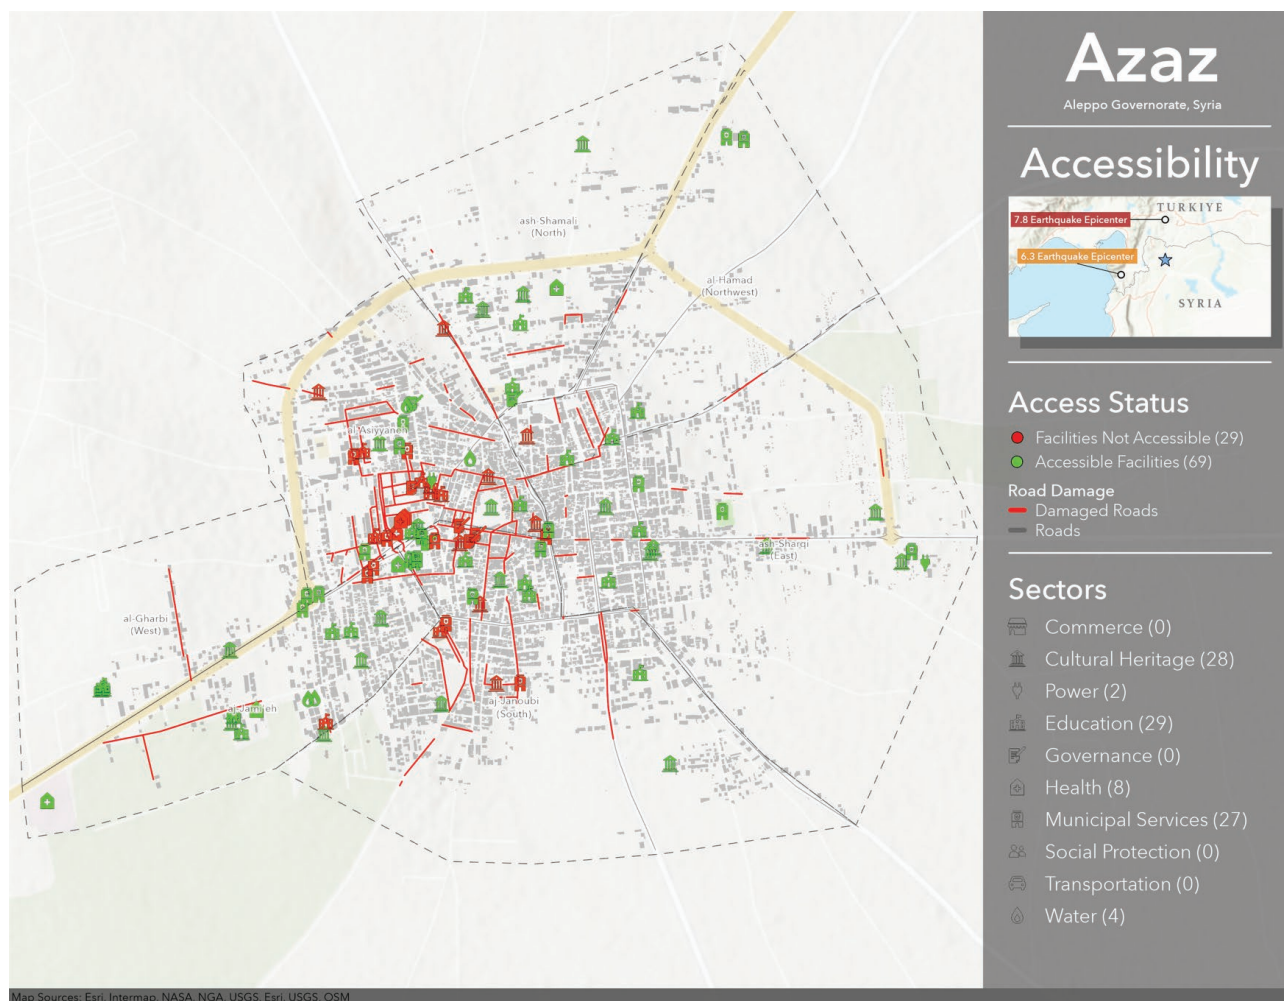 Azaz
Aleppo Governorate, Syria
Accessibility
TURKIYE
7.8 Earthquake Epicenter
6.3 Earthquake Epicenter
SYRIA
Access Status
Facilities Not Accessible (29)
Accessible Facilities (69)
Road Damage
Damaged Roads
Roads
Sectors
Commerce (0)
Cultural Heritage (28)
Power (2)
Education (29)
Governance (0)
Health (8)
Municipal Services (27)
Social Protection (0)
Transportation (0)
Water (4)
ash-Shamali
(North)
al-Hamad
(Northwest)
ash-Sharqi
(East)
al-Gharbi
(West)
aj-Janoubi
(South)
Map Sources: Esri, Intermap, NASA, NGA, USGS, Esri, USGS, OSM